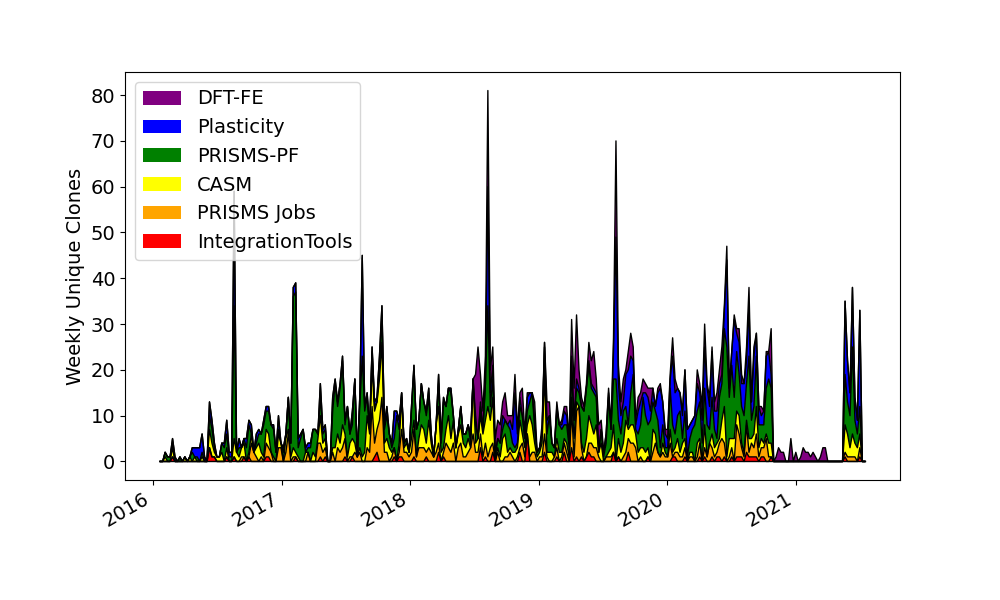 DFT-FE
Plasticity
PRISMS-PF
CASM
PRISMS Jobs
IntegrationTools
Weekly Unique Clones
80
70
60
50
40
30
20
10
0
2016
2017
2018
2019
2020
2021